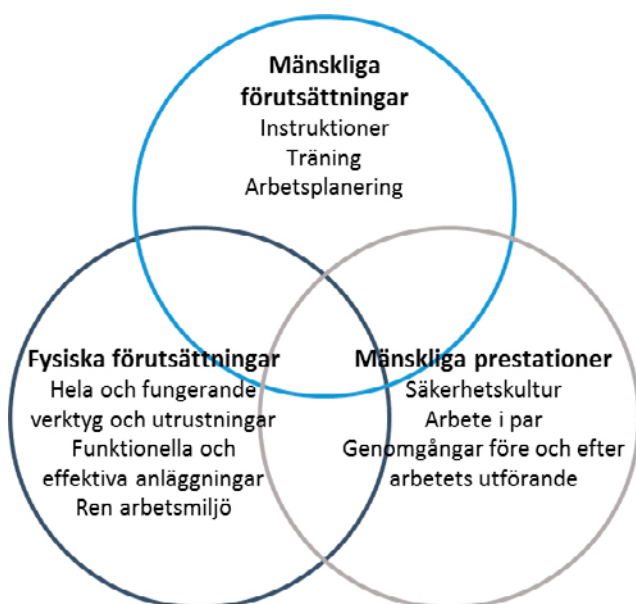 Mänskliga
förutsättningar
Instruktioner
Träning
Arbetsplanering
Fysiska förutsättningar
Hela och fungerande
verktyg och utrustningar
Funktionella och
effektiva anläggningar
Ren arbetsmiljö
Mänskliga prestationer
Säkerhetskultur
Arbete i par
Genomgångar före och efter
arbetets utförande